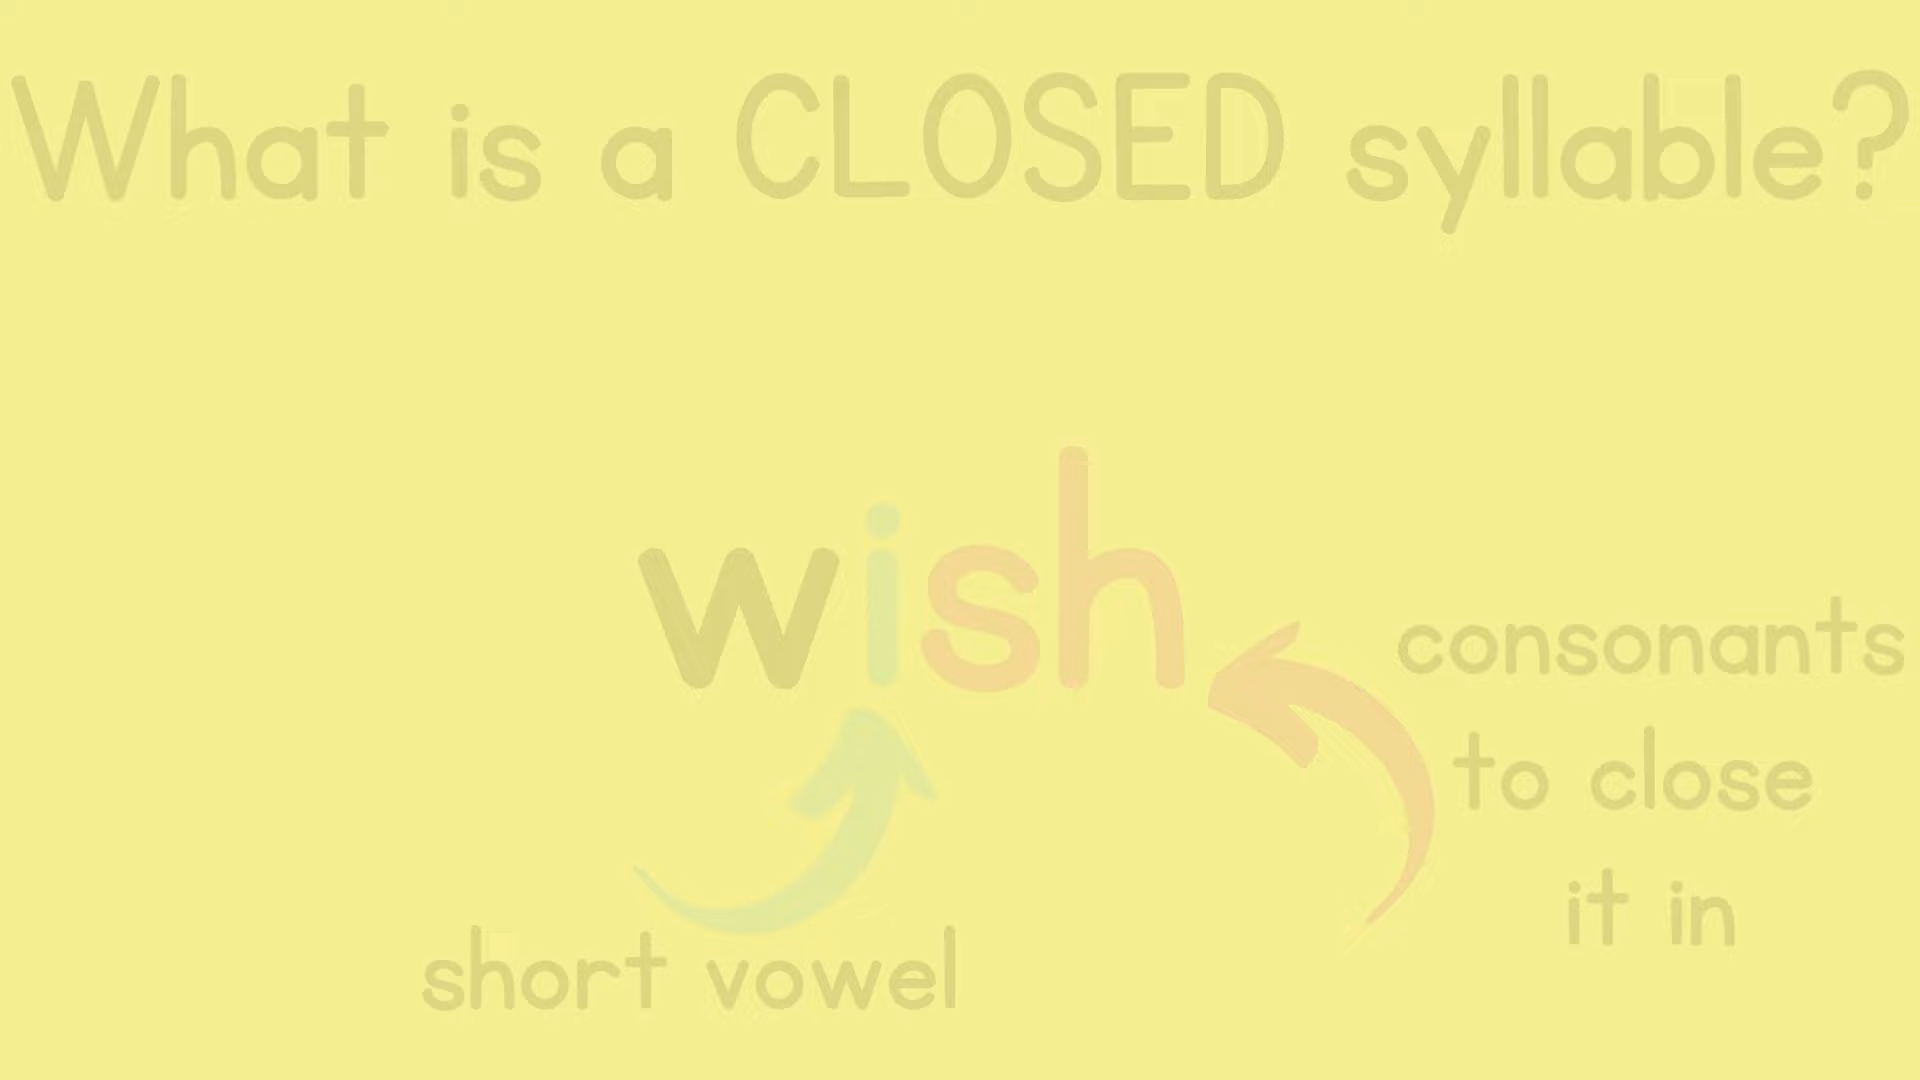 What is a CLOSED syllable?
wish
consonants
to close
it in
short vowel